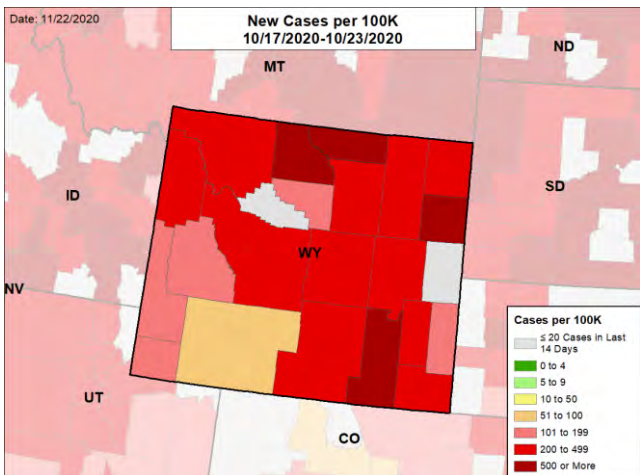 Date: 11/22/2020
New Cases per 100K
10/17/2020-10/23/2020
MT
ND
ID
SD
WY
NV
UT
CO
Cases per 100K
≤ 20 Cases in Last
14 Days
0 to 4
5 to 9
10 to 50
51 to 100
101 to 199
200 to 499
500 or More